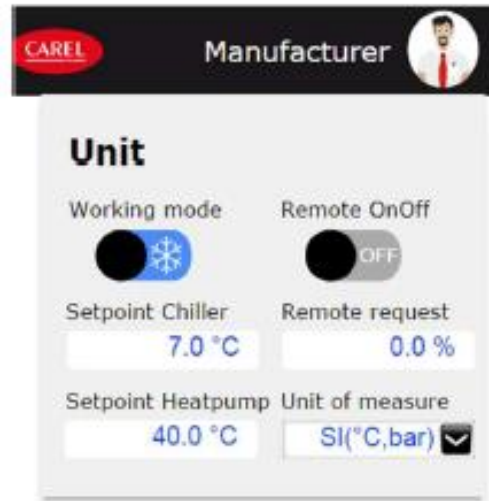 CAREL
Manufacturer
Unit
Working mode
Remote OnOff
OFF
Setpoint Chiller
Remote request
7.0 °C
0.0 %
Setpoint Heatpump
Unit of measure
40.0 °C
SI(°C,bar)